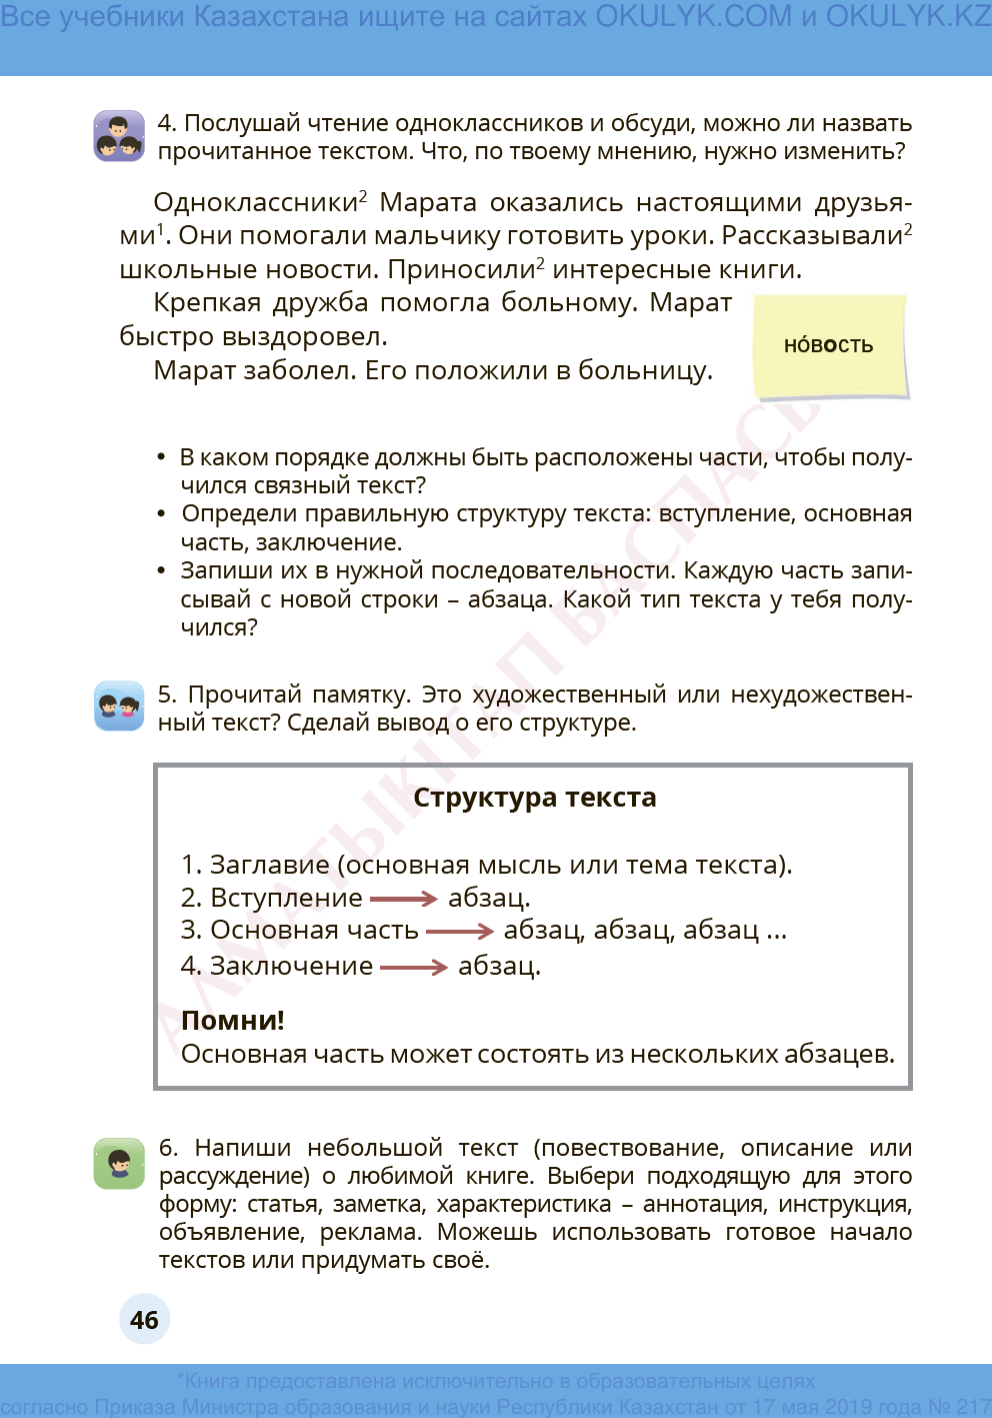 Все учебники Казахстана ищите на сайтах OKULYK.COM и OKULYK.KZ
4. Послушай чтение одноклассников и обсуди, можно ли назвать
прочитанное текстом. Что, по твоему мнению, нужно изменить?
Одноклассники² Марата оказались настоящими друзья-
ми¹. Они помогали мальчику готовить уроки. Рассказывали²
школьные новости. Приносили² интересные книги.
Крепкая дружба помогла больному. Марат
быстро выздоровел.
Марат заболел. Его положили в больницу.
но́вость
• В каком порядке должны быть расположены части, чтобы полу-
чился связный текст?
• Определи правильную структуру текста: вступление, основная
часть, заключение.
• Запиши их в нужной последовательности. Каждую часть запи-
сывай с новой строки – абзаца. Какой тип текста у тебя полу-
чился?
5. Прочитай памятку. Это художественный или нехудожествен-
ный текст? Сделай вывод о его структуре.
Структура текста
1. Заглавие (основная мысль или тема текста).
2. Вступление → абзац.
3. Основная часть → абзац, абзац, абзац ...
4. Заключение → абзац.
Помни!
Основная часть может состоять из нескольких абзацев.
6. Напиши небольшой текст (повествование, описание или
рассуждение) о любимой книге. Выбери подходящую для этого
форму: статья, заметка, характеристика – аннотация, инструкция,
объявление, реклама. Можешь использовать готовое начало
текстов или придумать своё.
46
АЛМАТЫКІТАП БАСПАСЫ
*Книга предоставлена исключительно в образовательных целях
согласно Приказа Министра образования и науки Республики Казахстан от 17 мая 2019 года № 217